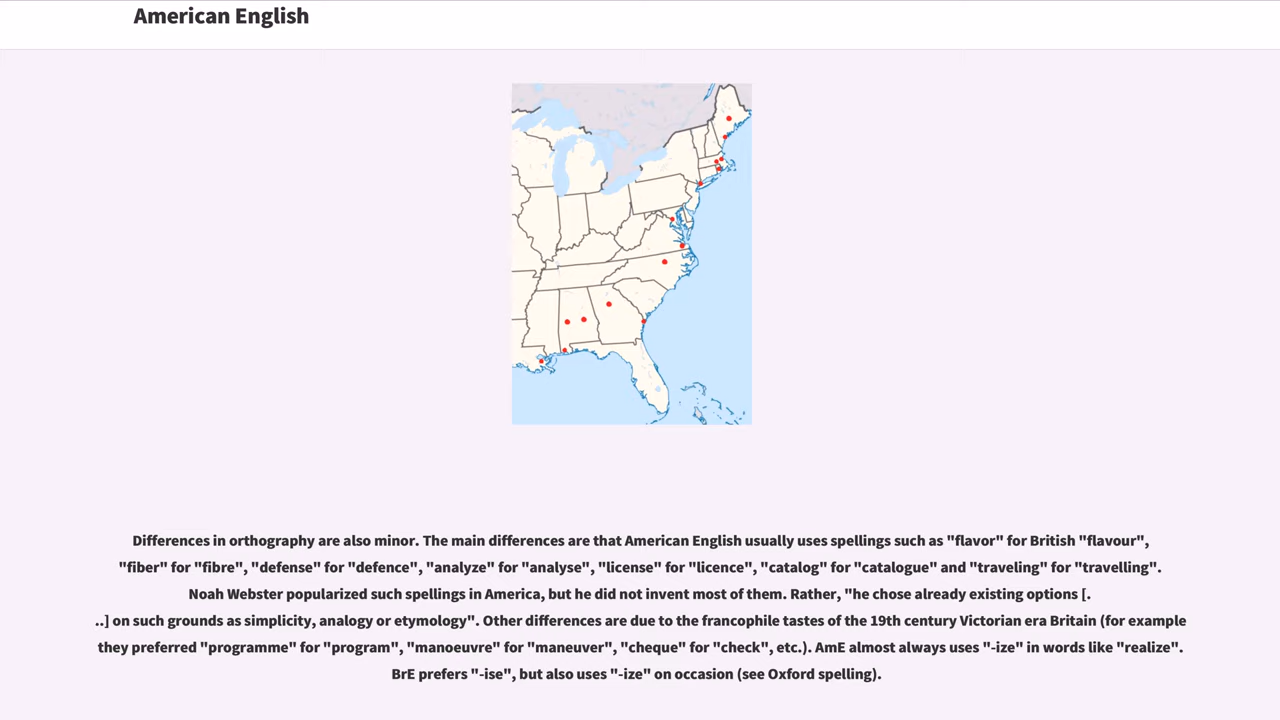 American English
Differences in orthography are also minor. The main differences are that American English usually uses spellings such as "flavor" for British "flavour",
"fiber" for "fibre", "defense" for "defence", "analyze" for "analyse", "license" for "licence", "catalog" for "catalogue" and "traveling" for "travelling".
Noah Webster popularized such spellings in America, but he did not invent most of them. Rather, "he chose already existing options [.
..] on such grounds as simplicity, analogy or etymology". Other differences are due to the francophile tastes of the 19th century Victorian era Britain (for example
they preferred "programme" for "program", "manoeuvre" for "maneuver", "cheque" for "check", etc.). AmE almost always uses "-ize" in words like "realize".
BrE prefers "-ise", but also uses "-ize" on occasion (see Oxford spelling).